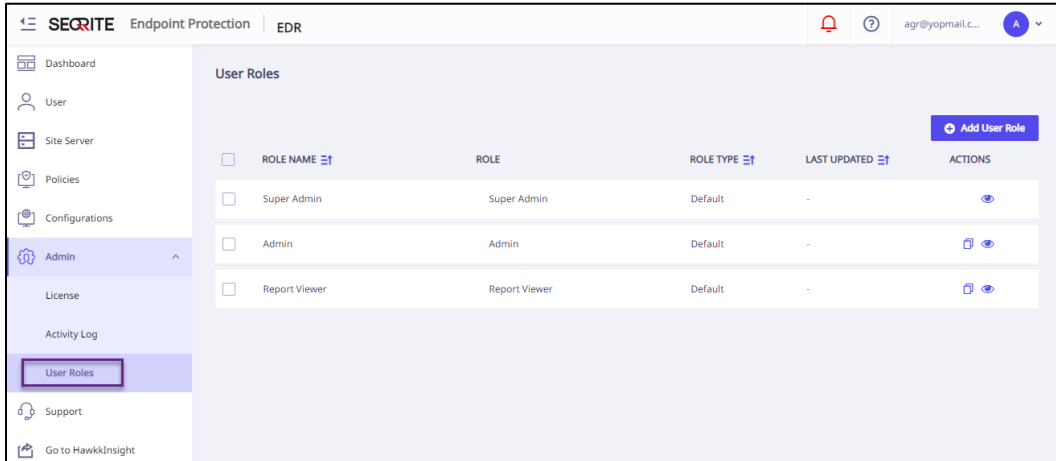 SEQRITE Endpoint Protection EDR agr@yopmail.c... A
Dashboard
User
Site Server
Policies
Configurations
Admin
License
Activity Log
User Roles
Support
Go to HawkkInsight
User Roles
Add User Role
ROLE NAME ROLE ROLE TYPE LAST UPDATED ACTIONS
Super Admin Super Admin Default -
Admin Admin Default -
Report Viewer Report Viewer Default -